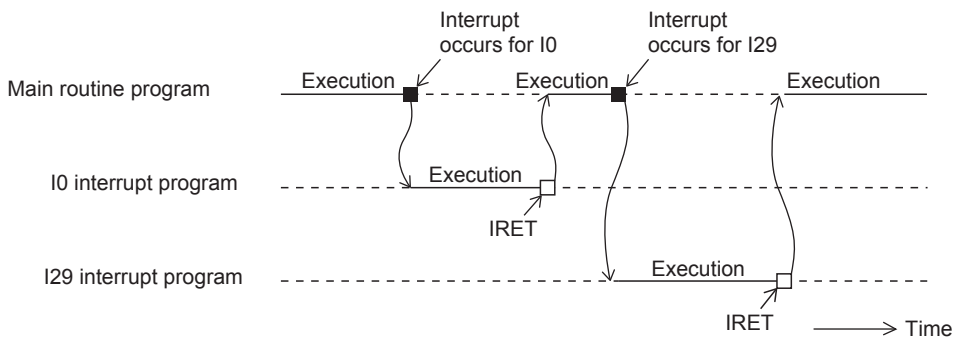 Interrupt
occurs for I0
Interrupt
occurs for I29
Main routine program
Execution
Execution
Execution
I0 interrupt program
Execution
IRET
I29 interrupt program
Execution
IRET
Time